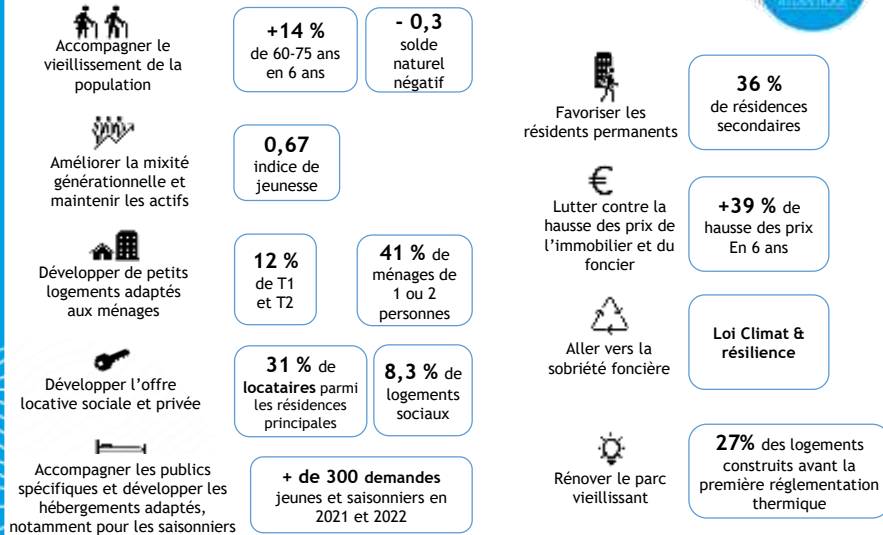 Accompagner le
vieillissement de la
population
+14 %
de 60-75 ans
en 6 ans
- 0,3
solde
naturel
négatif
Améliorer la mixité
générationnelle et
maintenir les actifs
0,67
indice de
jeunesse
Développer de petits
logements adaptés
aux ménages
12 %
de T1
et T2
41 % de
ménages de
1 ou 2
personnes
Développer l’offre
locative sociale et privée
31 % de
locataires parmi
les résidences
principales
8,3 % de
logements
sociaux
Accompagner les publics
spécifiques et développer les
hébergements adaptés,
notamment pour les saisonniers
+ de 300 demandes
jeunes et saisonniers en
2021 et 2022
Favoriser les
résidents permanents
36 %
de résidences
secondaires
€
Lutter contre la
hausse des prix de
l’immobilier et du
foncier
+39 % de
hausse des prix
En 6 ans
Aller vers la
sobriété foncière
Loi Climat &
résilience
Rénover le parc
vieillissant
27% des logements
construits avant la
première réglementation
thermique